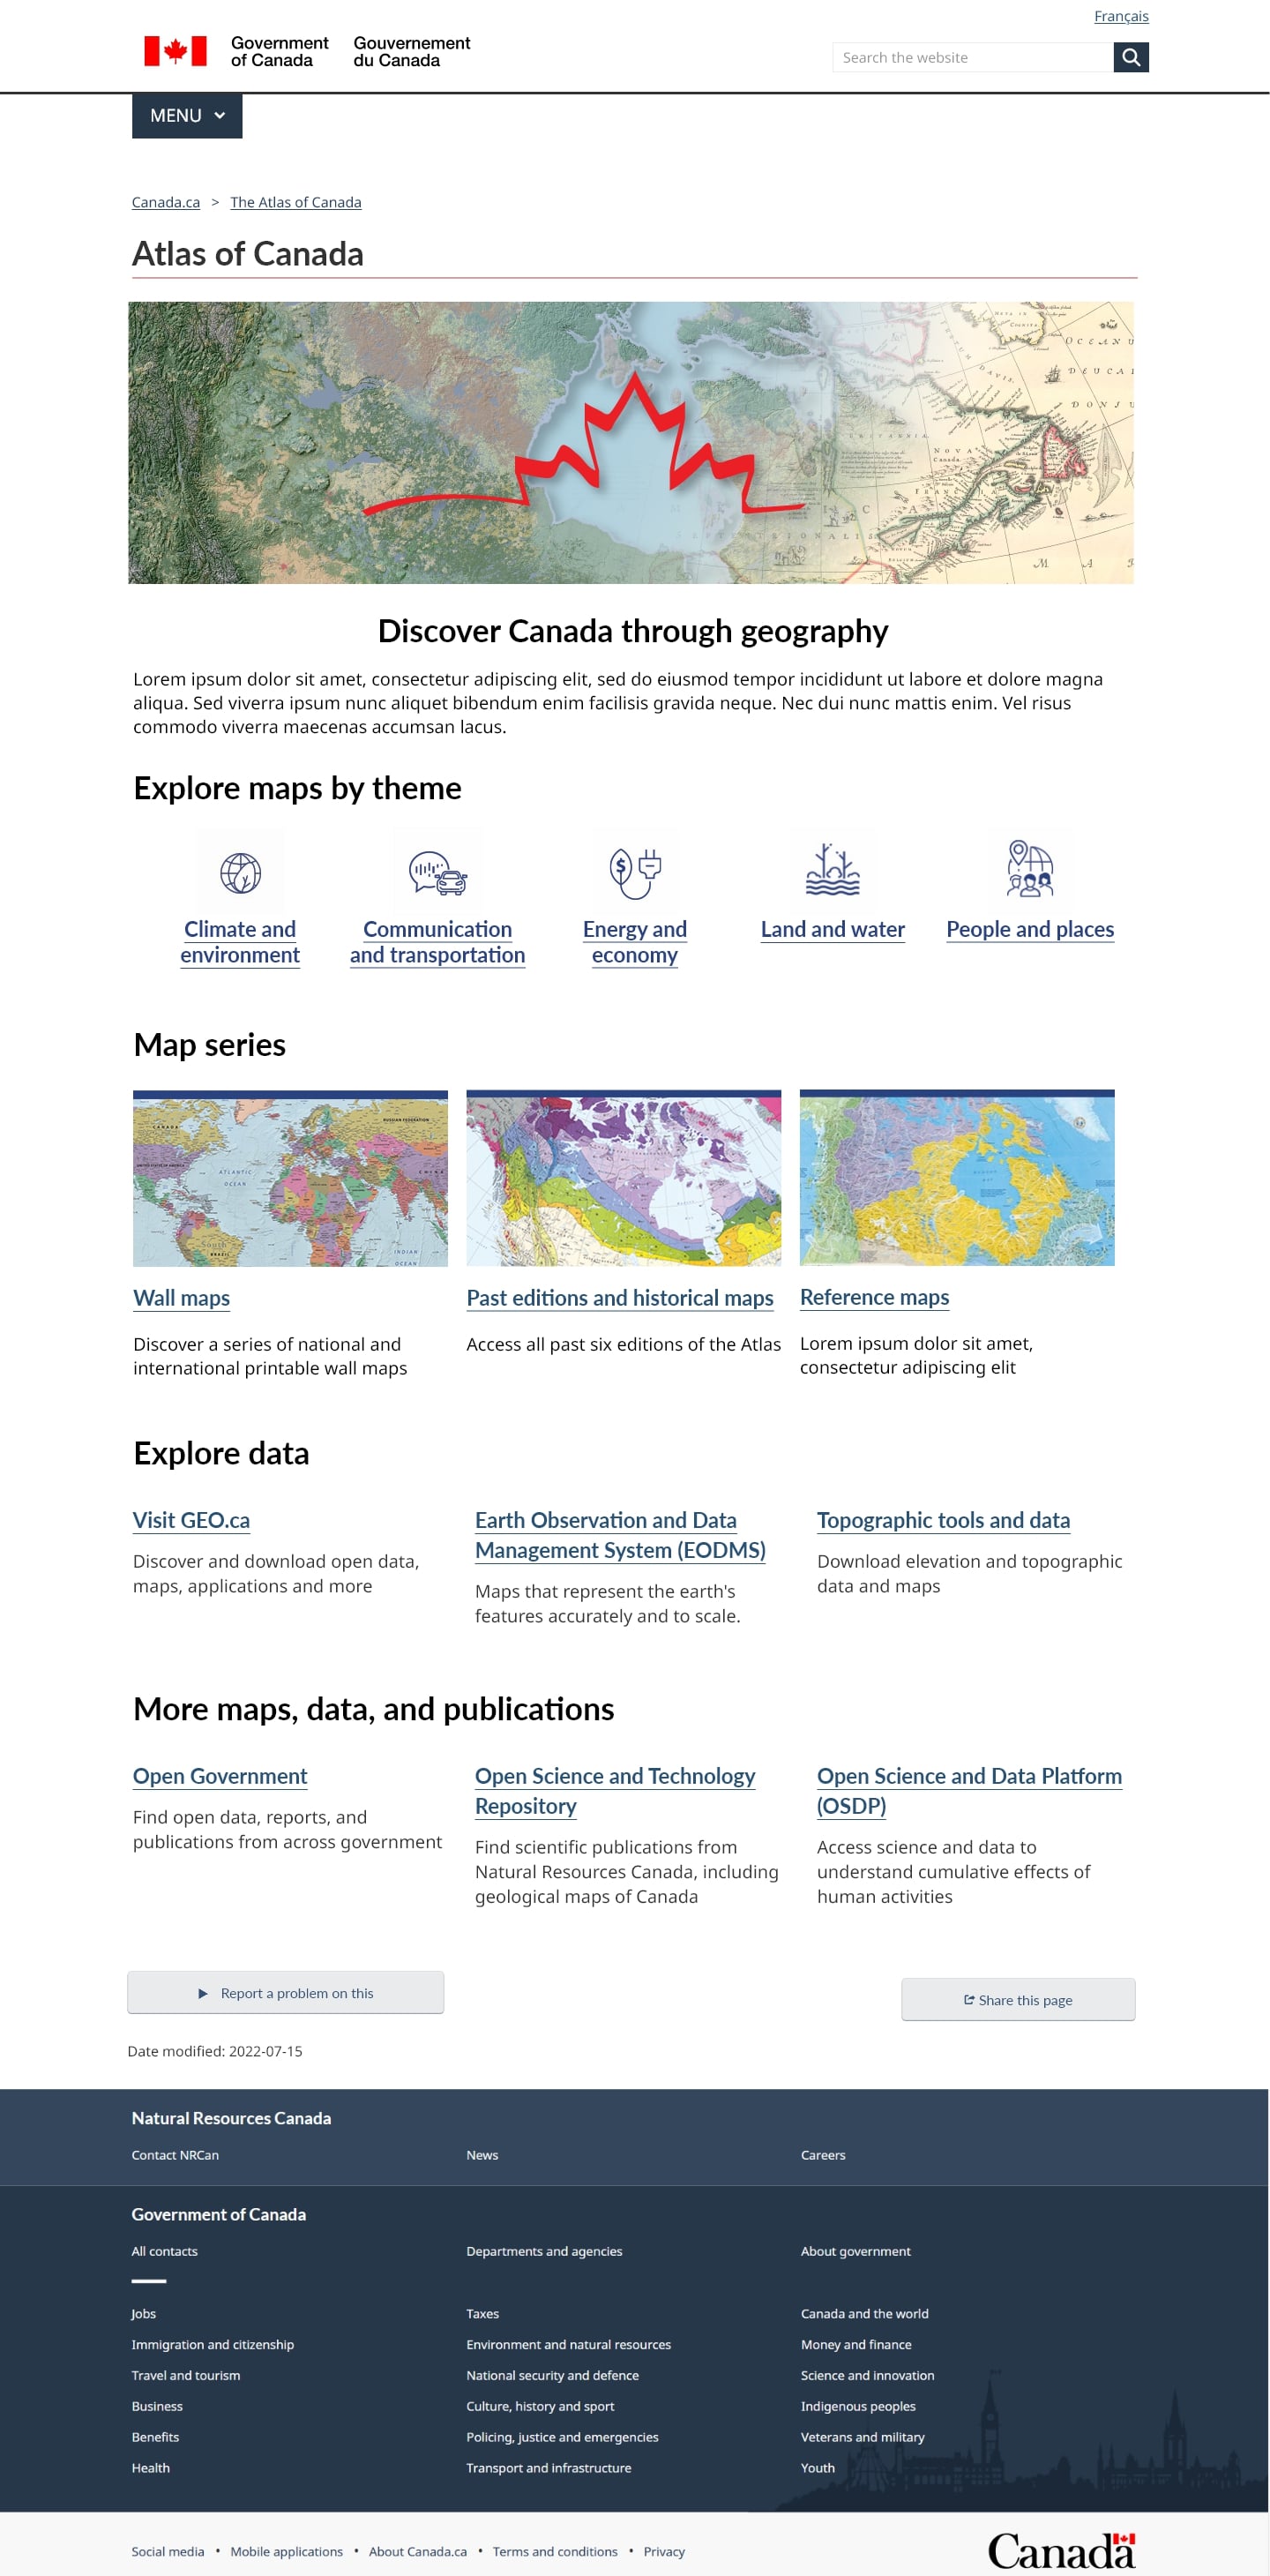 Français
Government
of Canada
Gouvernement
du Canada
Search the website
MENU
Canada.ca > The Atlas of Canada
Atlas of Canada
Discover Canada through geography
Lorem ipsum dolor sit amet, consectetur adipiscing elit, sed do eiusmod tempor incididunt ut labore et dolore magna
aliqua. Sed viverra ipsum nunc aliquet bibendum enim facilisis gravida neque. Nec dui nunc mattis enim. Vel risus
commodo viverra maecenas accumsan lacus.
Explore maps by theme
Climate and
environment
Communication
and transportation
Energy and
economy
Land and water
People and places
Map series
Wall maps
Discover a series of national and
international printable wall maps
Past editions and historical maps
Access all past six editions of the Atlas
Reference maps
Lorem ipsum dolor sit amet,
consectetur adipiscing elit
Explore data
Visit GEO.ca
Discover and download open data,
maps, applications and more
Earth Observation and Data
Management System (EODMS)
Maps that represent the earth's
features accurately and to scale.
Topographic tools and data
Download elevation and topographic
data and maps
More maps, data, and publications
Open Government
Find open data, reports, and
publications from across government
Open Science and Technology
Repository
Find scientific publications from
Natural Resources Canada, including
geological maps of Canada
Open Science and Data Platform
(OSDP)
Access science and data to
understand cumulative effects of
human activities
Report a problem on this
Share this page
Date modified: 2022-07-15
Natural Resources Canada
Contact NRCan
News
Careers
Government of Canada
All contacts
Departments and agencies
About government
Jobs
Taxes
Canada and the world
Immigration and citizenship
Environment and natural resources
Money and finance
Travel and tourism
National security and defence
Science and innovation
Business
Culture, history and sport
Indigenous peoples
Benefits
Policing, justice and emergencies
Veterans and military
Health
Transport and infrastructure
Youth
Social media • Mobile applications • About Canada.ca • Terms and conditions • Privacy
Canada